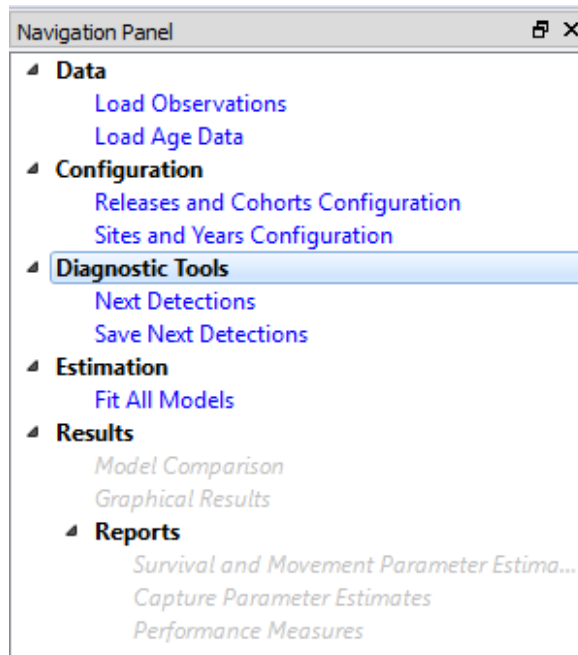 Navigation Panel
Data
Load Observations
Load Age Data
Configuration
Releases and Cohorts Configuration
Sites and Years Configuration
Diagnostic Tools
Next Detections
Save Next Detections
Estimation
Fit All Models
Results
Model Comparison
Graphical Results
Reports
Survival and Movement Parameter Estima...
Capture Parameter Estimates
Performance Measures